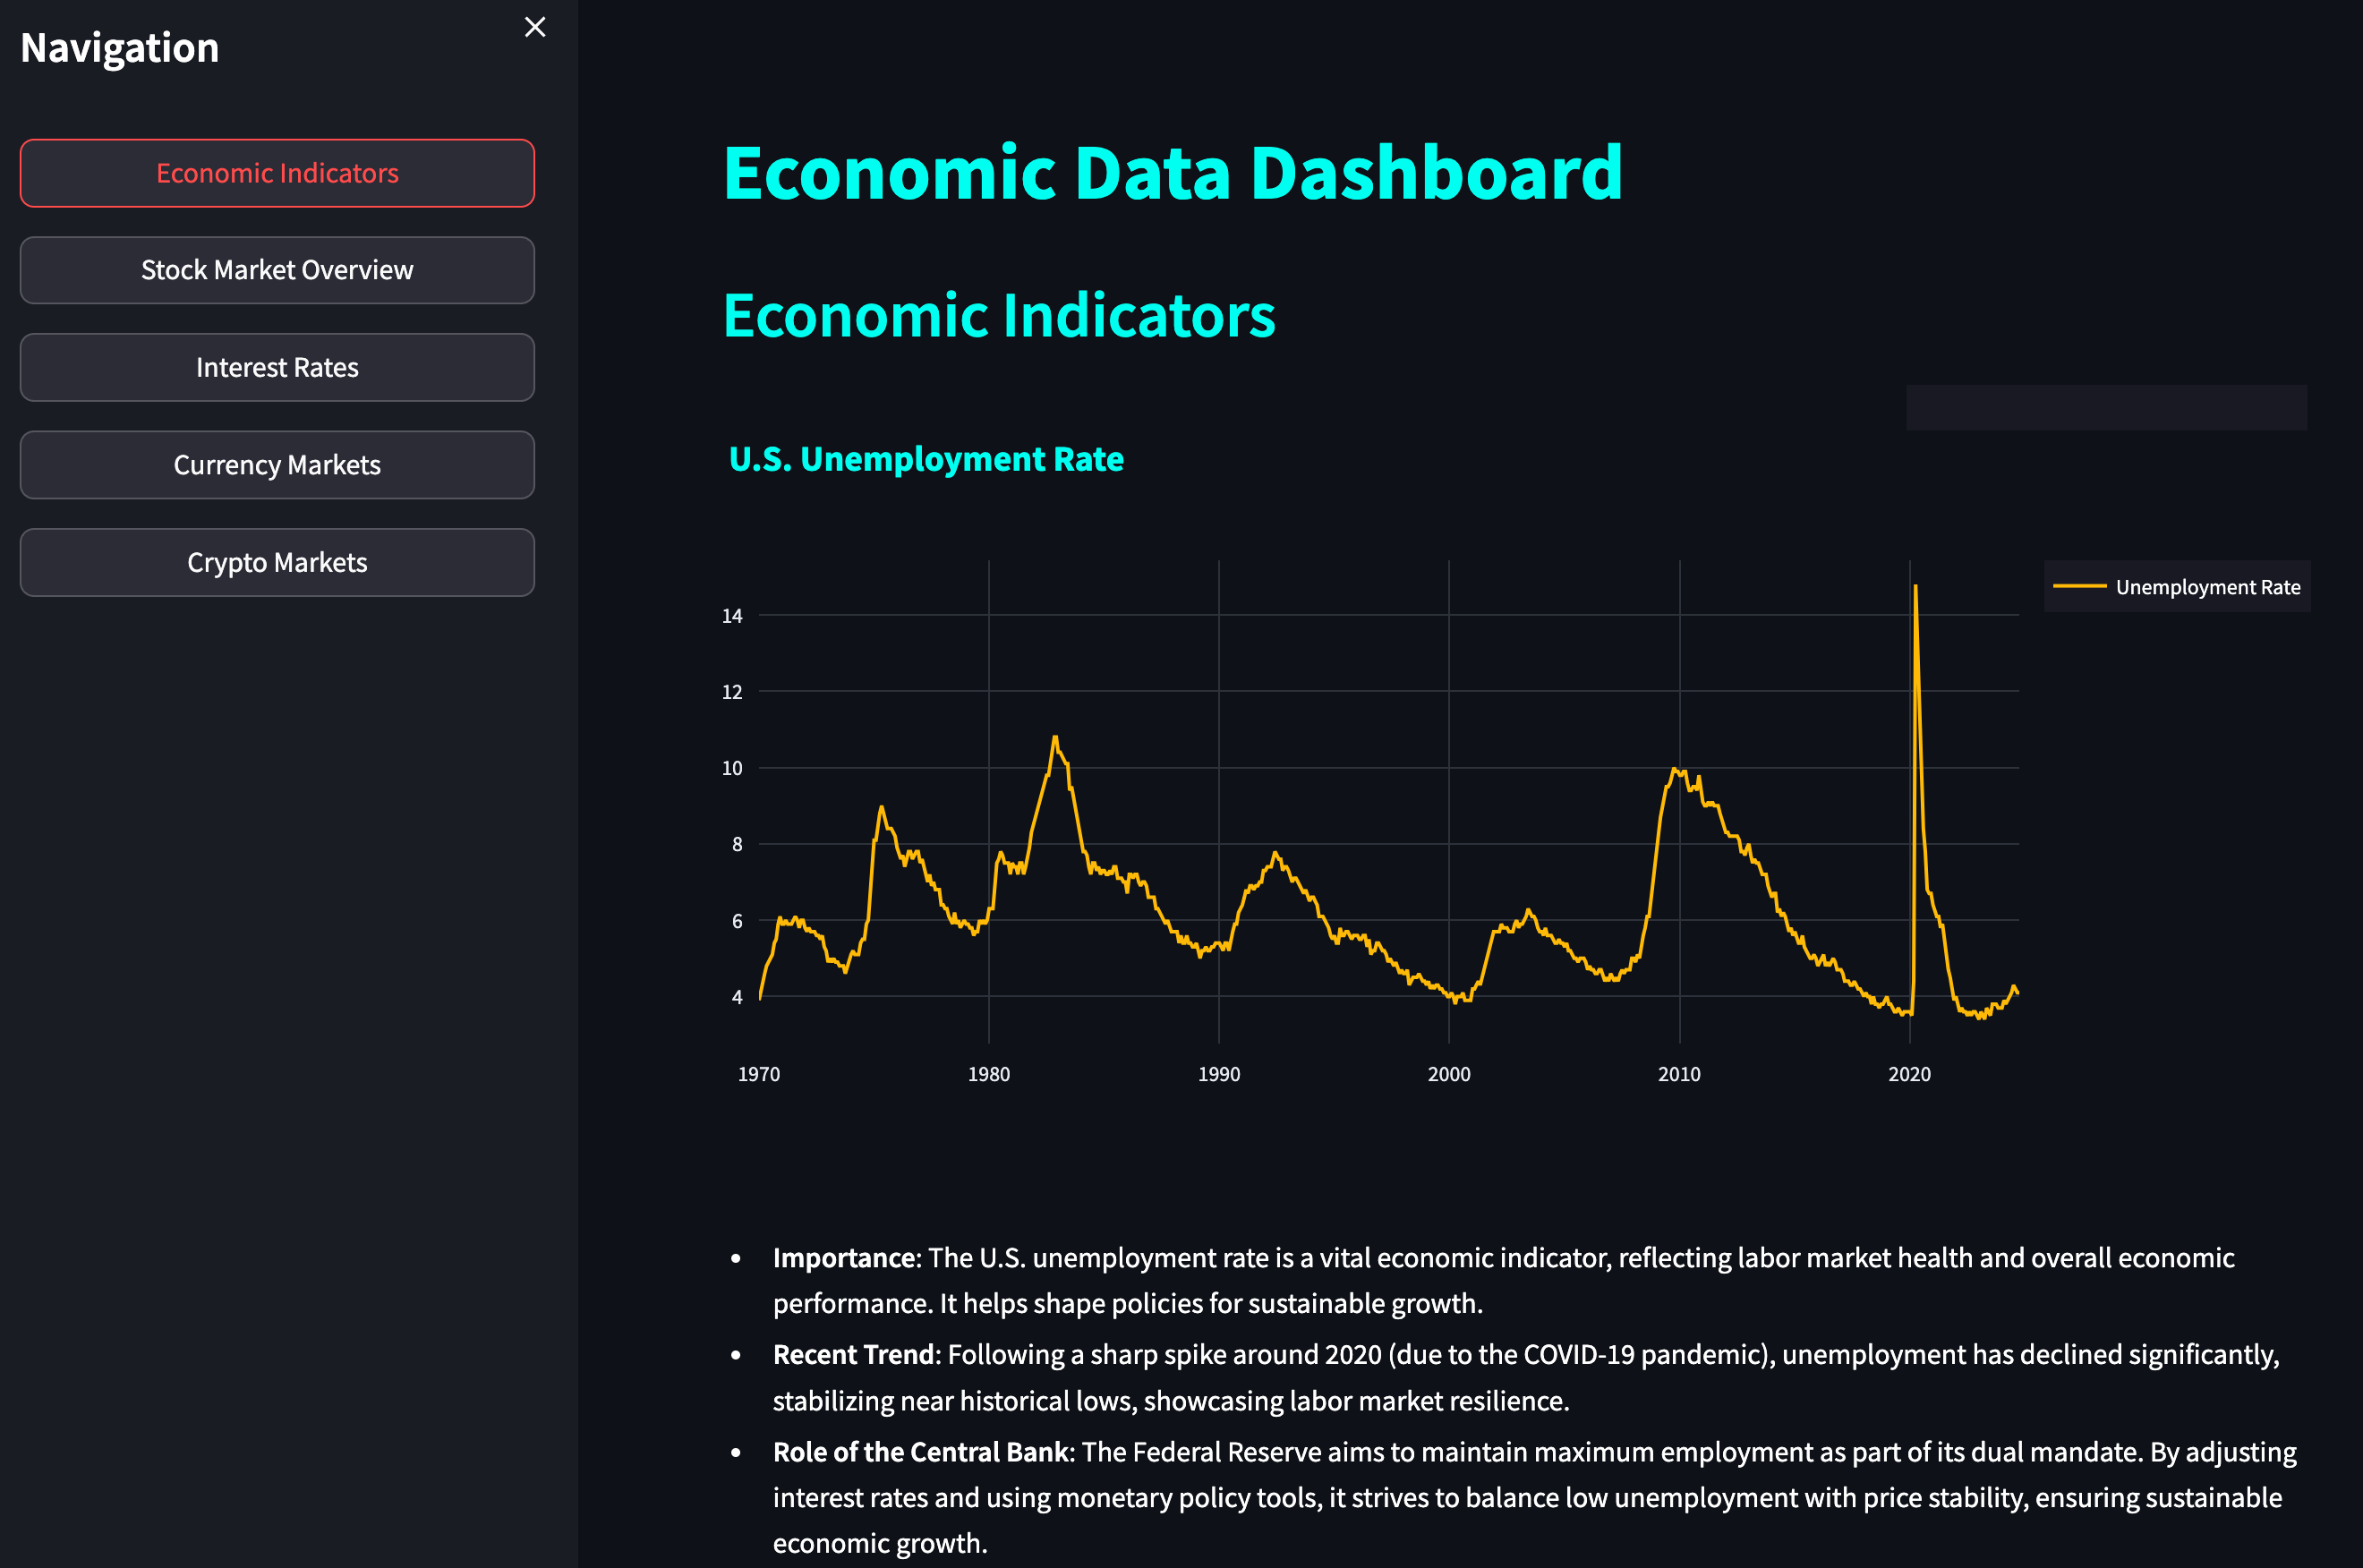 Navigation
Economic Indicators
Stock Market Overview
Interest Rates
Currency Markets
Crypto Markets
Economic Data Dashboard
Economic Indicators
U.S. Unemployment Rate
Unemployment Rate
14
12
10
8
6
4
1970 1980 1990 2000 2010 2020
• Importance: The U.S. unemployment rate is a vital economic indicator, reflecting labor market health and overall economic
performance. It helps shape policies for sustainable growth.
• Recent Trend: Following a sharp spike around 2020 (due to the COVID-19 pandemic), unemployment has declined significantly,
stabilizing near historical lows, showcasing labor market resilience.
• Role of the Central Bank: The Federal Reserve aims to maintain maximum employment as part of its dual mandate. By adjusting
interest rates and using monetary policy tools, it strives to balance low unemployment with price stability, ensuring sustainable
economic growth.